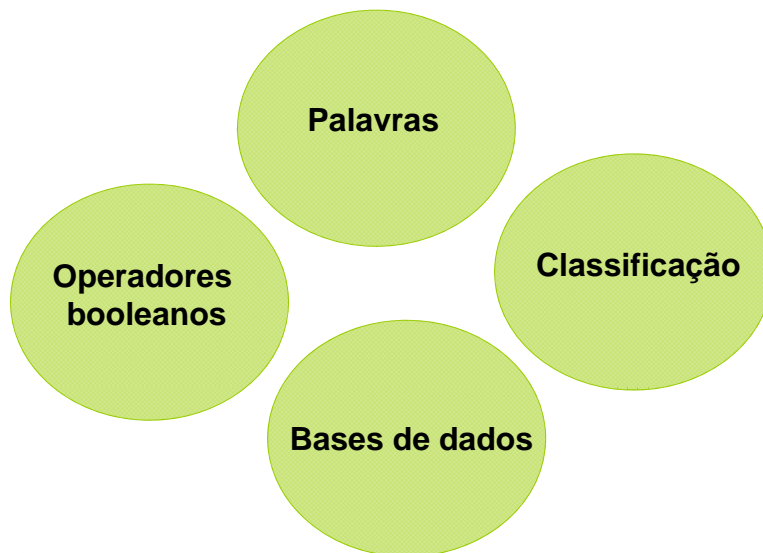 Palavras
Classificação
Operadores
booleanos
Bases de dados